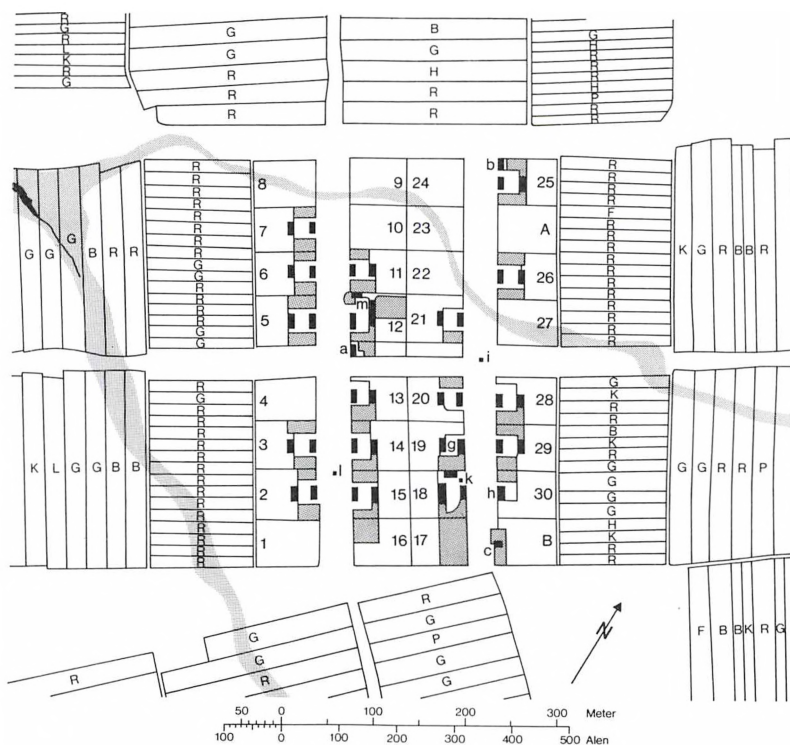 R
G
R
L
K
R
G
G
G
R
R
B
G
H
R
R
G
R
R
R
R
H
P
R
R
G G G B R R
R
R
R
R
R
R
R
R
G
G
R
R
R
G
G
8
7
6
5
9 24
10 23
11 22
12 21
m
a
b
25
A
26
27
i
R
R
R
R
F
R
R
R
R
R
R
R
R
R
R
K G R B B R
K L G G B B
R
G
R
R
R
R
R
R
R
R
R
R
R
R
R
4
3
2
1
l
13 20
14 19 g
15 18 k
16 17
28
29
h 30
c B
G
K
R
R
B
K
R
G
G
G
G
H
K
R
R
G G R R P
F B B K R G
R
G
G
R
R
G
P
G
G
N
50 0 100 200 300 Meter
100 0 100 200 300 400 500 Alen